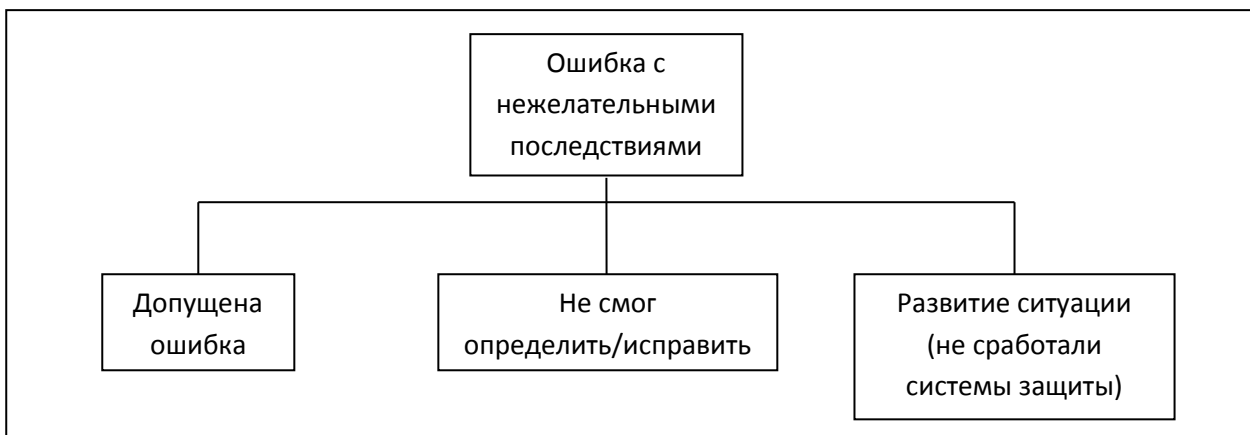 Ошибка с
нежелательными
последствиями
Допущена
ошибка
Не смог
определить/исправить
Развитие ситуации
(не сработали
системы защиты)